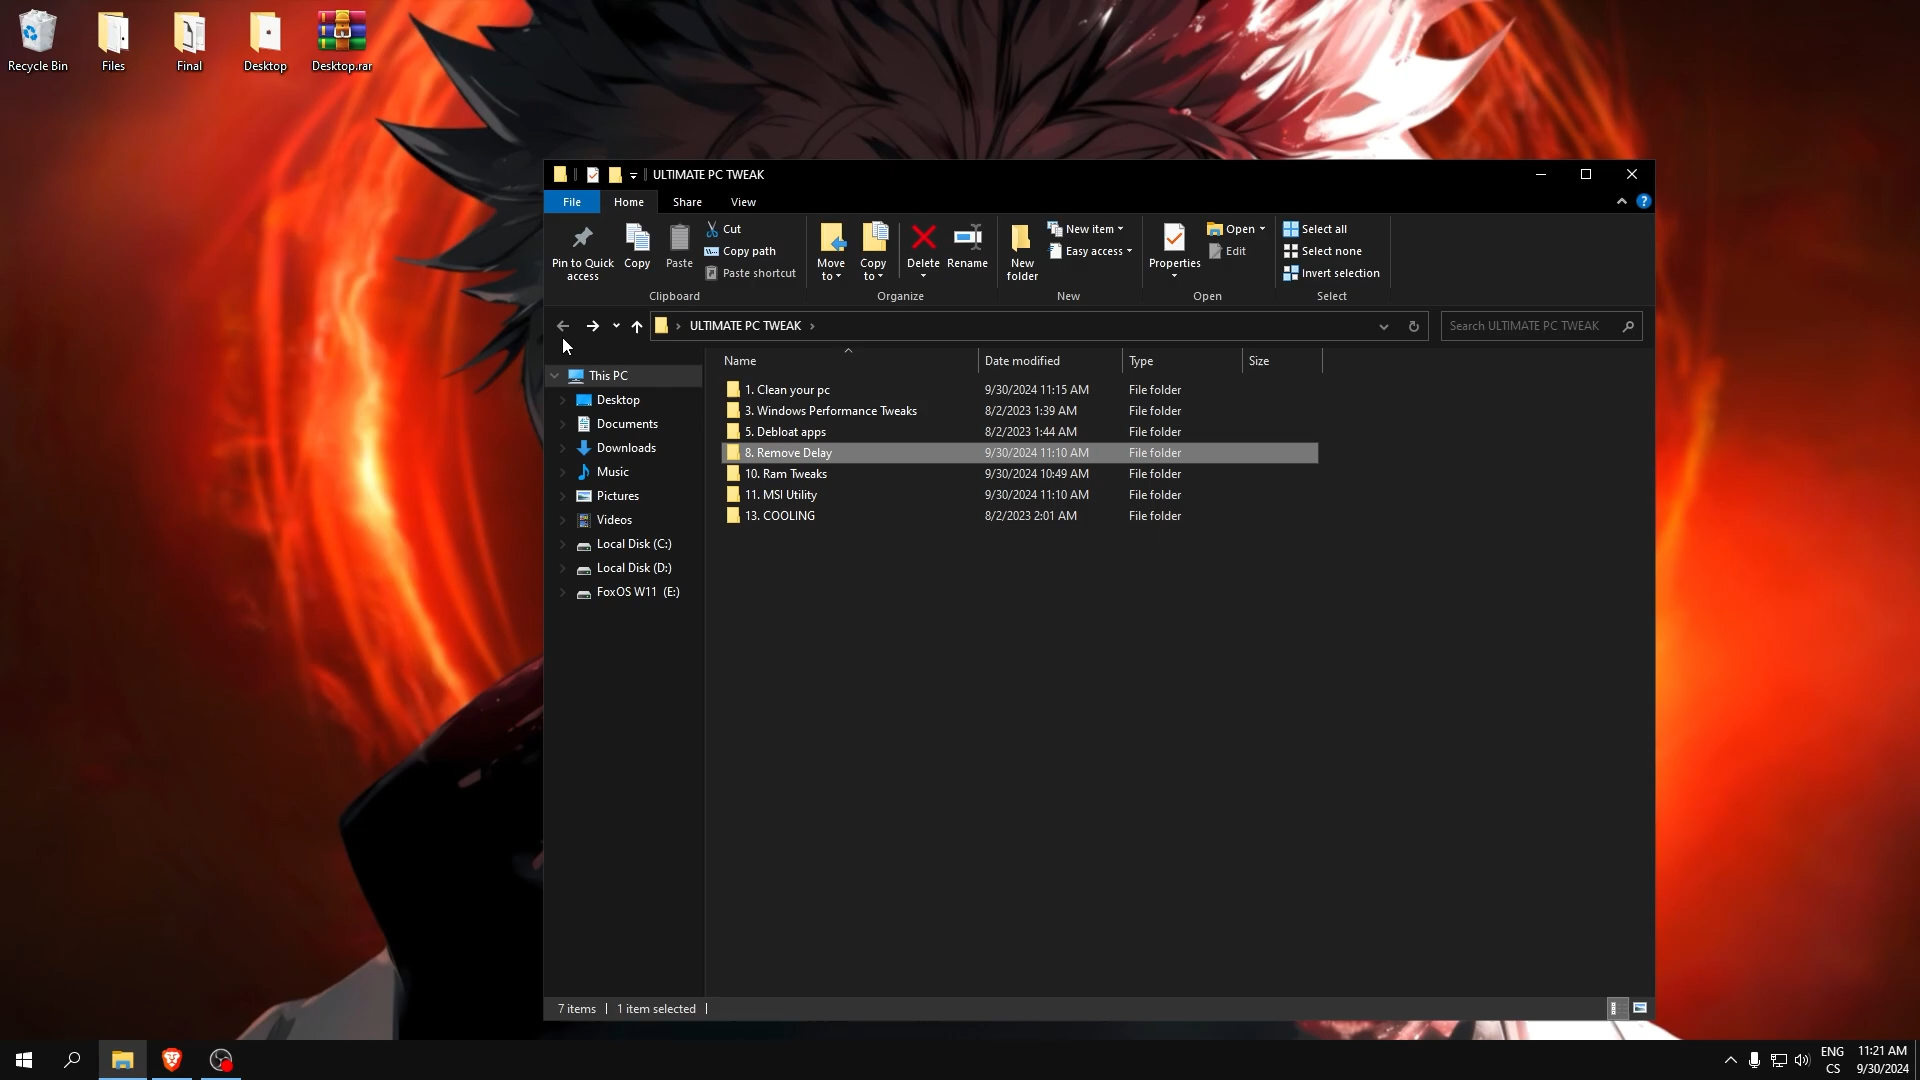 Recycle Bin
Files
Final
Desktop
Desktop.rar
ULTIMATE PC TWEAK
File
Home
Share
View
?
Pin to Quick access
Copy
Paste
Cut
Copy path
Paste shortcut
Clipboard
Move to
Copy to
Delete
Rename
Organize
New folder
New item
Easy access
New
Properties
Open
Edit
Open
Select all
Select none
Invert selection
Select
ULTIMATE PC TWEAK
Search ULTIMATE PC TWEAK
This PC
Desktop
Documents
Downloads
Music
Pictures
Videos
Local Disk (C:)
Local Disk (D:)
FoxOS W11 (E:)
Name Date modified Type Size
1. Clean your pc 9/30/2024 11:15 AM File folder
3. Windows Performance Tweaks 8/2/2023 1:39 AM File folder
5. Debloat apps 8/2/2023 1:44 AM File folder
8. Remove Delay 9/30/2024 11:10 AM File folder
10. Ram Tweaks 9/30/2024 10:49 AM File folder
11. MSI Utility 9/30/2024 11:10 AM File folder
13. COOLING 8/2/2023 2:01 AM File folder
7 items
1 item selected
ENG
CS
11:21 AM
9/30/2024